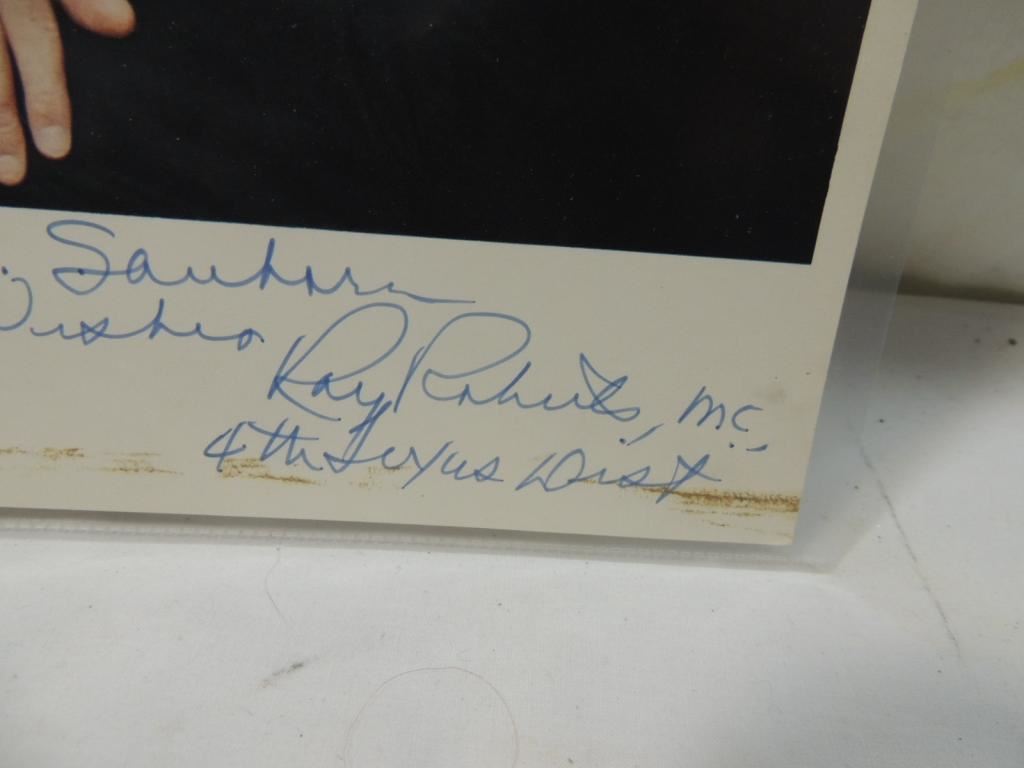 Sanborn
Wishes
Ray Roberts, M.C.,
4th Texas Dist